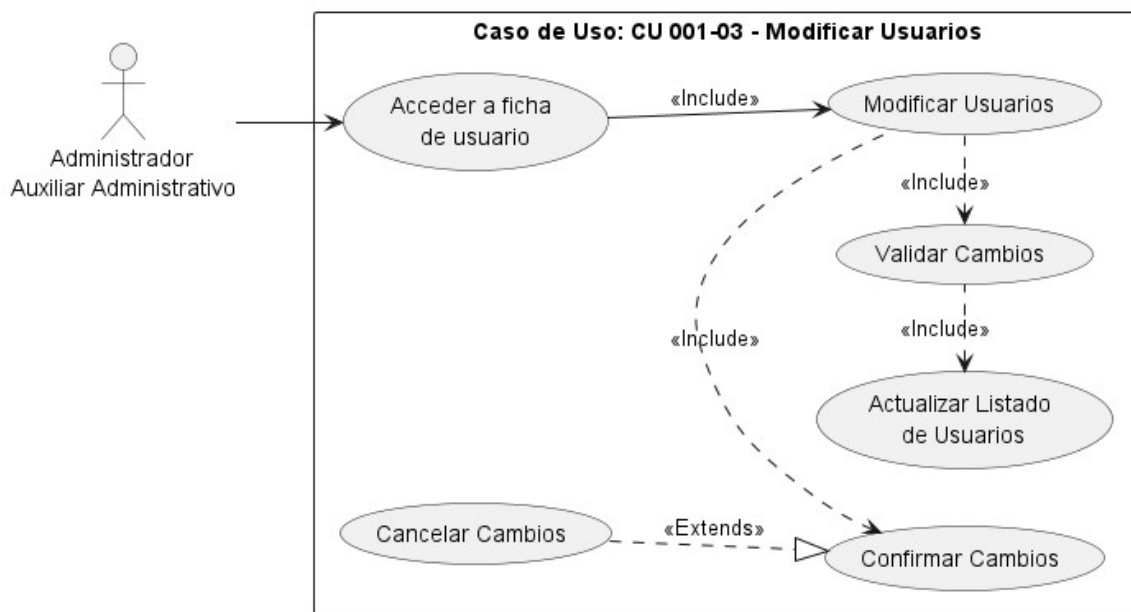 Caso de Uso: CU 001-03 - Modificar Usuarios
Administrador
Auxiliar Administrativo
Acceder a ficha
de usuario
«Include»
Modificar Usuarios
«Include»
Validar Cambios
«Include»
«Include»
Actualizar Listado
de Usuarios
Cancelar Cambios
«Extends»
Confirmar Cambios